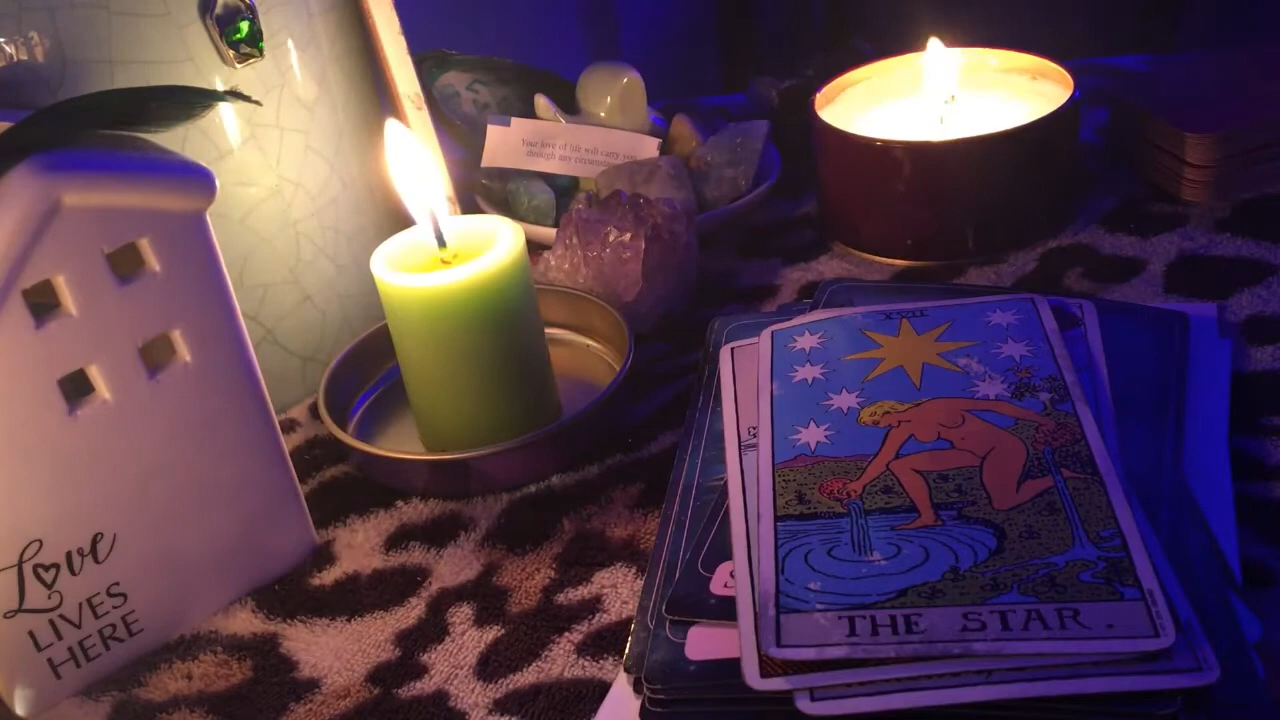 Your love of life will carry you
through any circumstance
XVII
THE STAR.
Love
LIVES
HERE